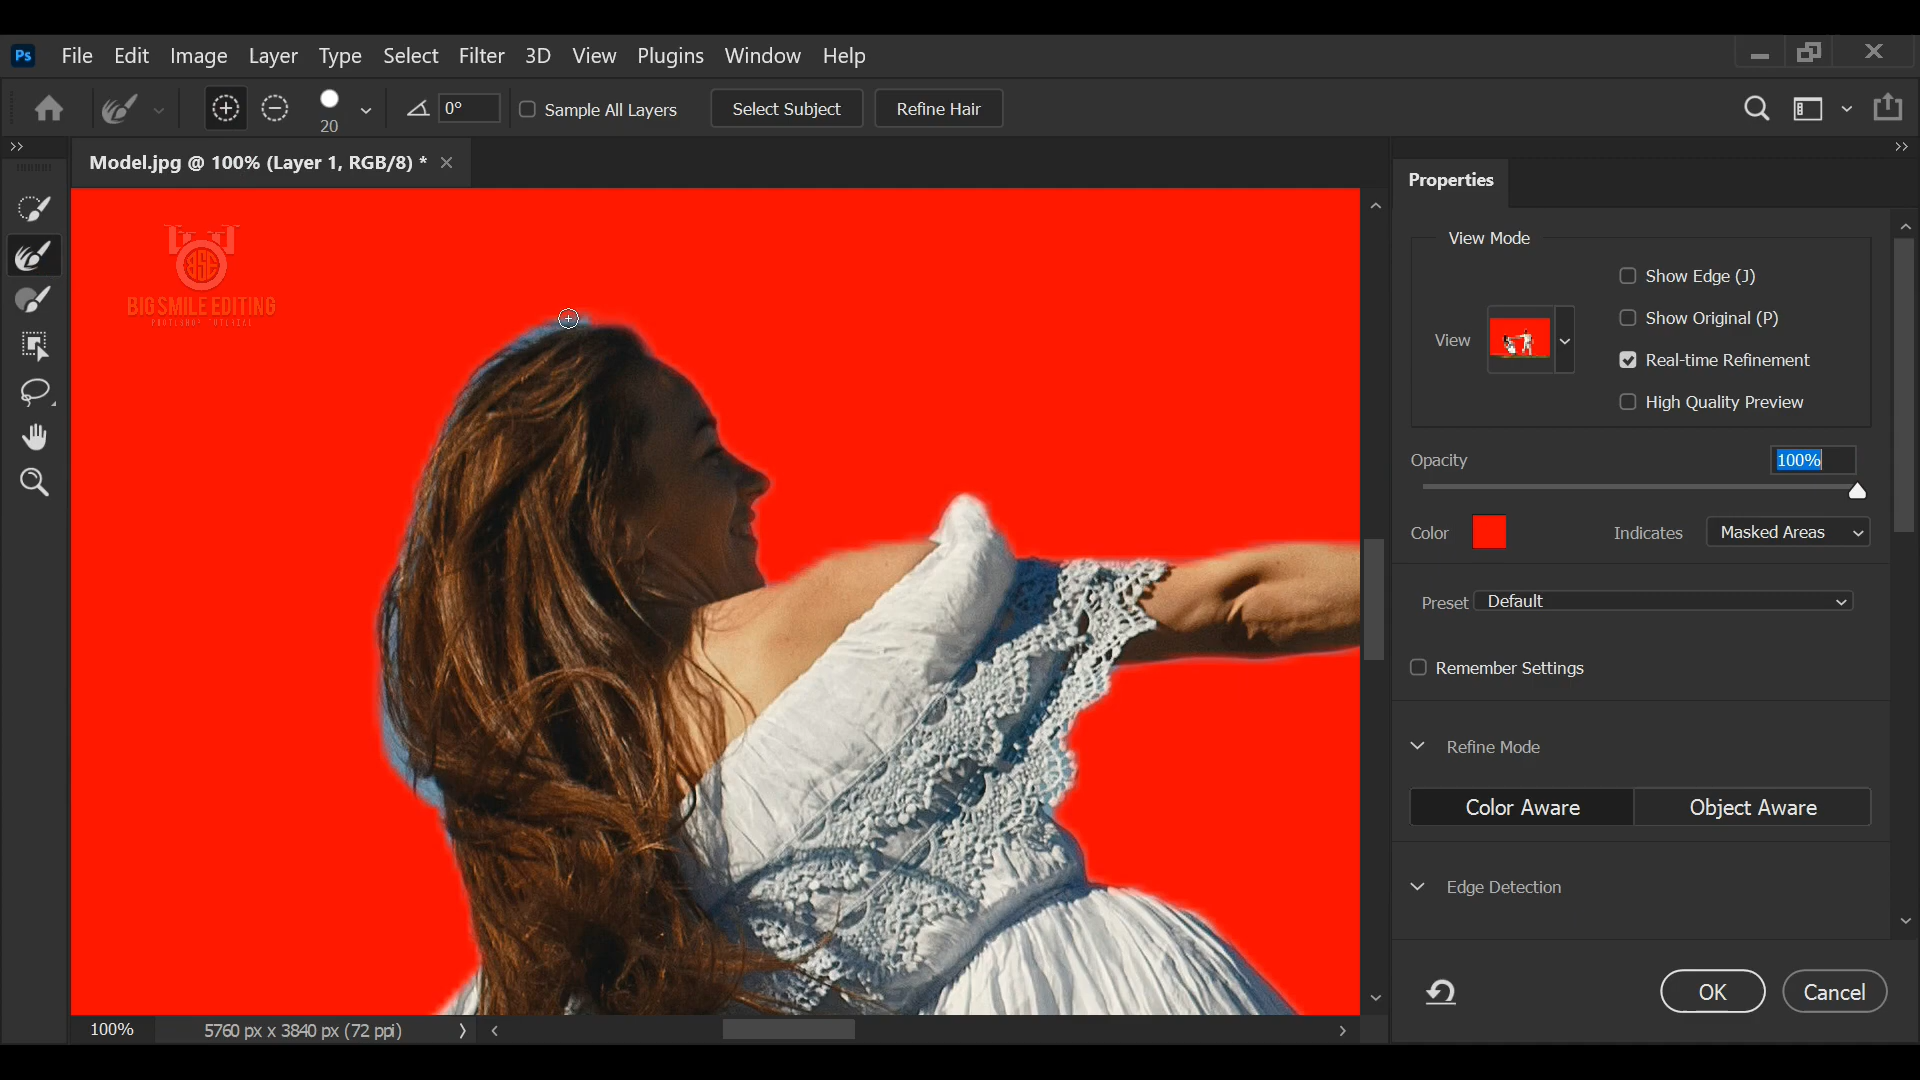 Ps File Edit Image Layer Type Select Filter 3D View Plugins Window Help
20 0° Sample All Layers Select Subject Refine Hair
Model.jpg @ 100% (Layer 1, RGB/8) *
Properties
BSE
BIG SMILE EDITING
PHOTOSHOP TUTORIAL
View Mode
Show Edge (J)
Show Original (P)
View
Real-time Refinement
High Quality Preview
Opacity 100%
Color Indicates Masked Areas
Preset Default
Remember Settings
Refine Mode
Color Aware Object Aware
Edge Detection
OK Cancel
100% 5760 px x 3840 px (72 ppi)